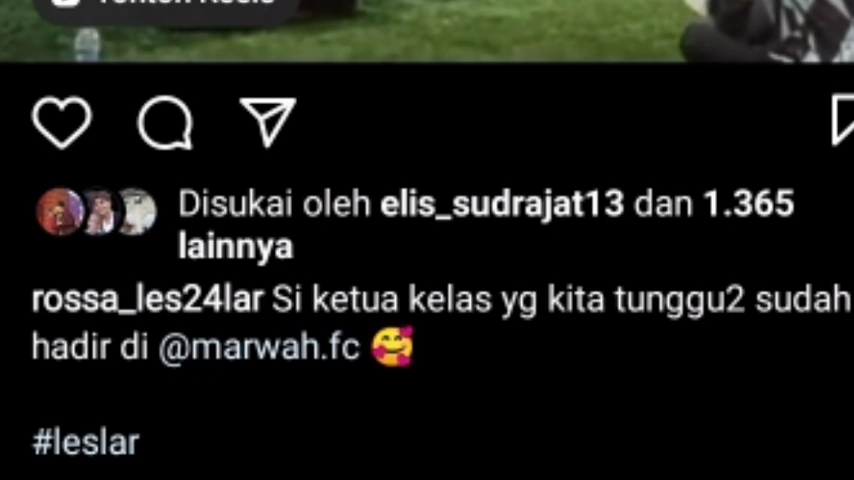 Disukai oleh elis_sudrajat13 dan 1.365
lainnya
rossa_les24lar Si ketua kelas yg kita tunggu2 sudah
hadir di @marwah.fc 🥰
#leslar